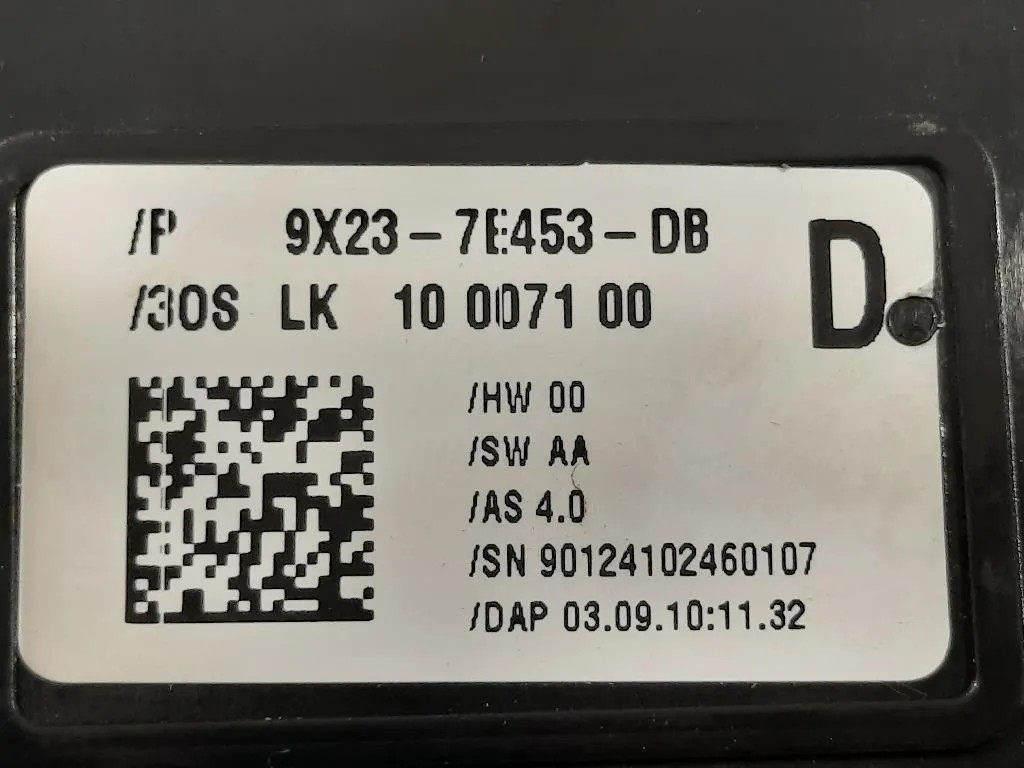 /P 9X23-7E453-DB
/30S LK 10 0071 00
D.
/HW 00
/SW AA
/AS 4.0
/SN 90124102460107
/DAP 03.09.10:11.32